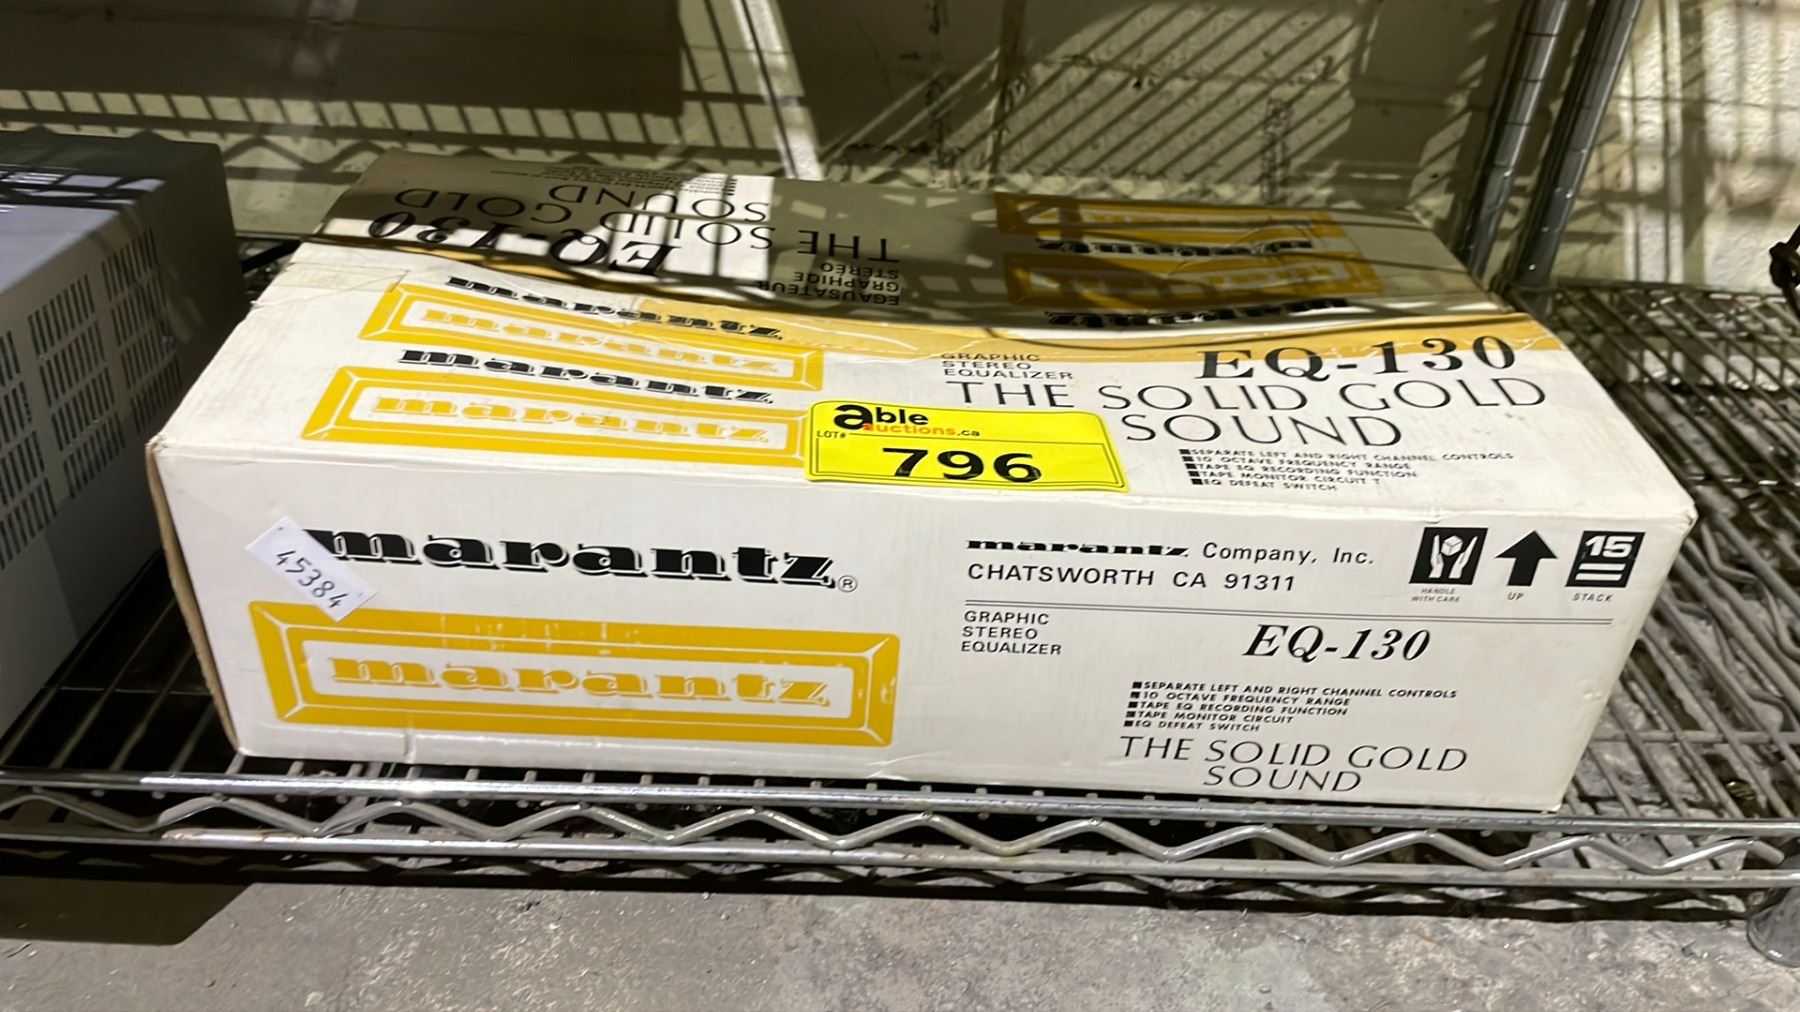 EQ-130
THE SOLID GOLD
SOUND
EGAUSATEUR
GRAPHIQE
STEREO
marantz
marantz
marantz
marantz
marantz
marantz
GRAPHIC
STEREO
EQUALIZER
EQ-130
THE SOLID GOLD
SOUND
SEPARATE LEFT AND RIGHT CHANNEL CONTROLS
10 OCTAVE FREQUENCY RANGE
TAPE EQ RECORDING FUNCTION
TAPE MONITOR CIRCUIT T
EQ DEFEAT SWITCH
able
auctions.ca
LOT#
796
45384
marantz®
marantz
marantz Company, Inc.
CHATSWORTH CA 91311
HANDLE
WITH CARE
UP
15
STACK
GRAPHIC
STEREO
EQUALIZER
EQ-130
SEPARATE LEFT AND RIGHT CHANNEL CONTROLS
10 OCTAVE FREQUENCY RANGE
TAPE EQ RECORDING FUNCTION
TAPE MONITOR CIRCUIT
EQ DEFEAT SWITCH
THE SOLID GOLD
SOUND